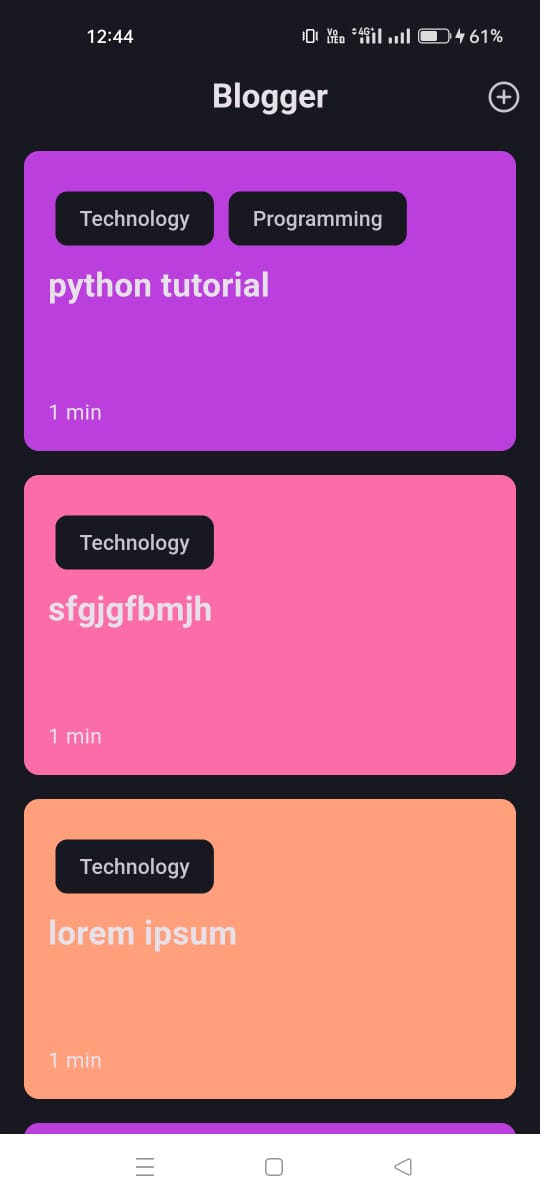 12:44 Vo LTE 4G+ 61%
Blogger
Technology Programming
python tutorial
1 min
Technology
sfgjgfbmjh
1 min
Technology
lorem ipsum
1 min